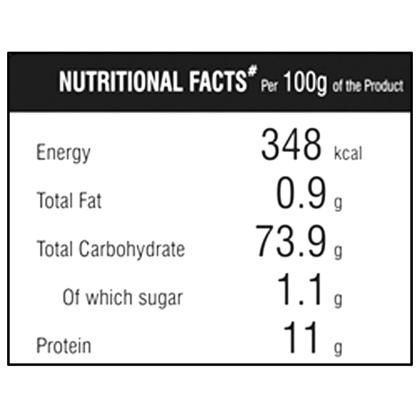 NUTRITIONAL FACTS# Per 100g of the Product
Energy 348 kcal
Total Fat 0.9 g
Total Carbohydrate 73.9 g
Of which sugar 1.1 g
Protein 11 g